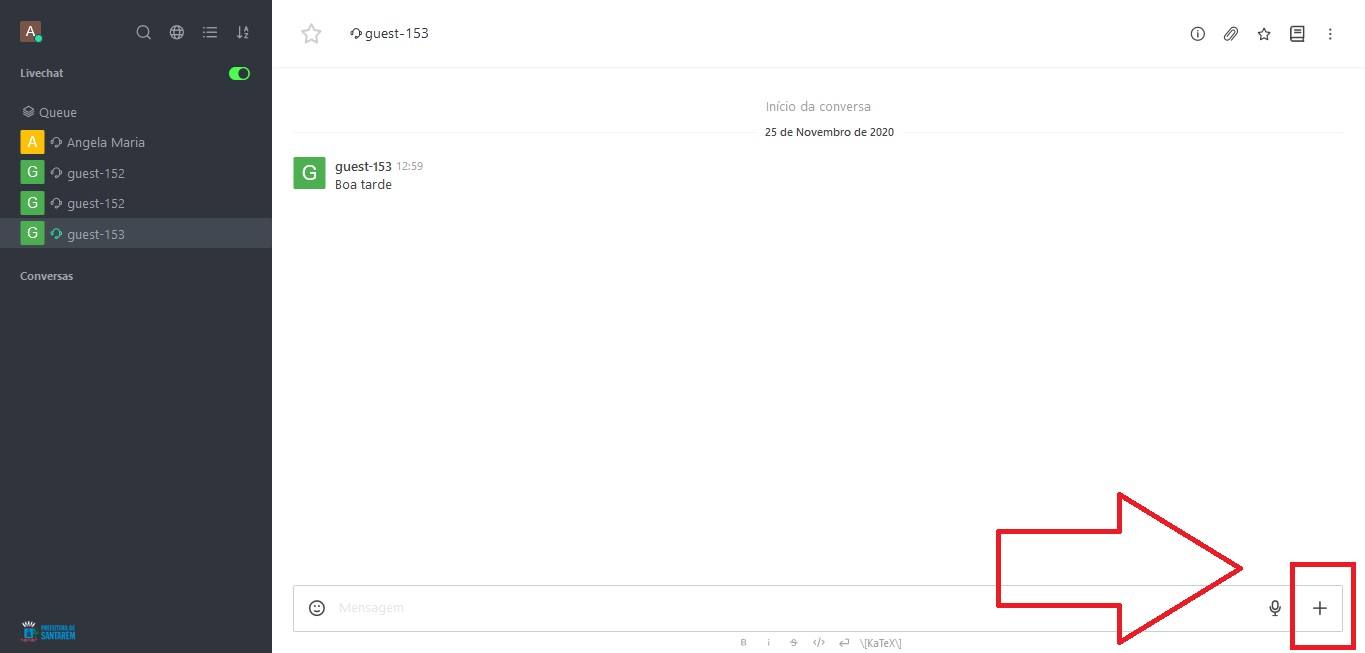 A
Livechat
Queue
A Angela Maria
G guest-152
G guest-152
G guest-153
Conversas
PREFEITURA DE
SANTARÉM
guest-153
Início da conversa
25 de Novembro de 2020
G
guest-153 12:59
Boa tarde
Mensagem
B i S </> \[KaTeX\]